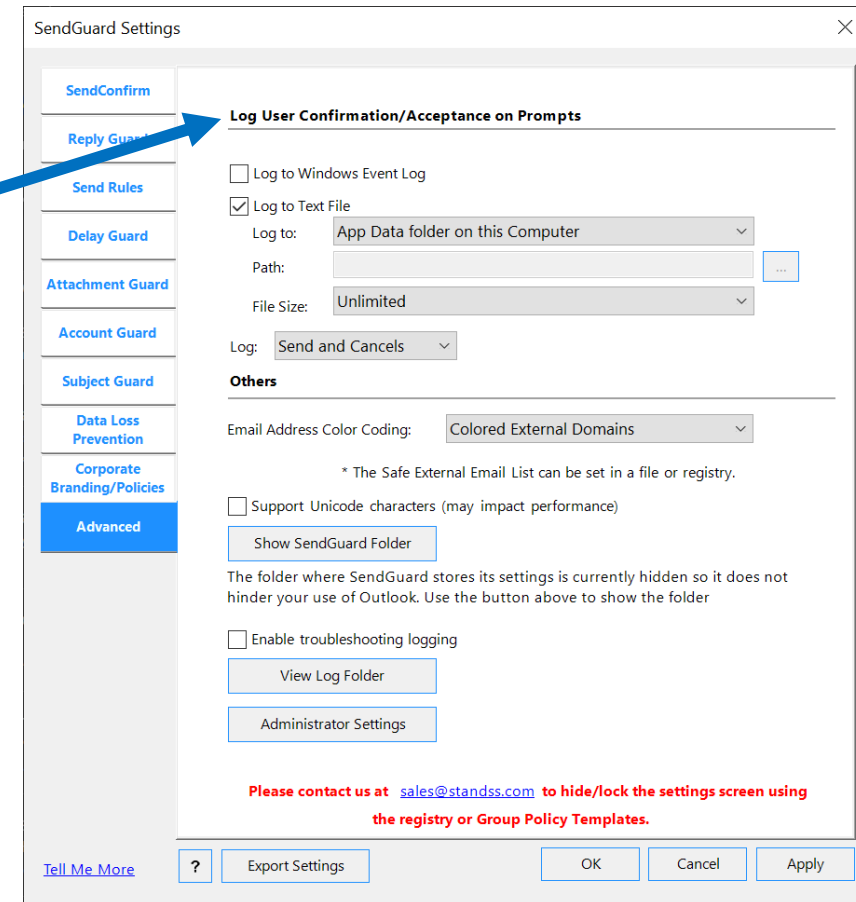 SendGuard Settings
SendConfirm
Reply Guard
Send Rules
Delay Guard
Attachment Guard
Account Guard
Subject Guard
Data Loss
Prevention
Corporate
Branding/Policies
Advanced
Log User Confirmation/Acceptance on Prompts
Log to Windows Event Log
Log to Text File
Log to: App Data folder on this Computer
Path: ...
File Size: Unlimited
Log: Send and Cancels
Others
Email Address Color Coding: Colored External Domains
* The Safe External Email List can be set in a file or registry.
Support Unicode characters (may impact performance)
Show SendGuard Folder
The folder where SendGuard stores its settings is currently hidden so it does not
hinder your use of Outlook. Use the button above to show the folder
Enable troubleshooting logging
View Log Folder
Administrator Settings
Please contact us at sales@standss.com to hide/lock the settings screen using
the registry or Group Policy Templates.
Tell Me More ? Export Settings OK Cancel Apply